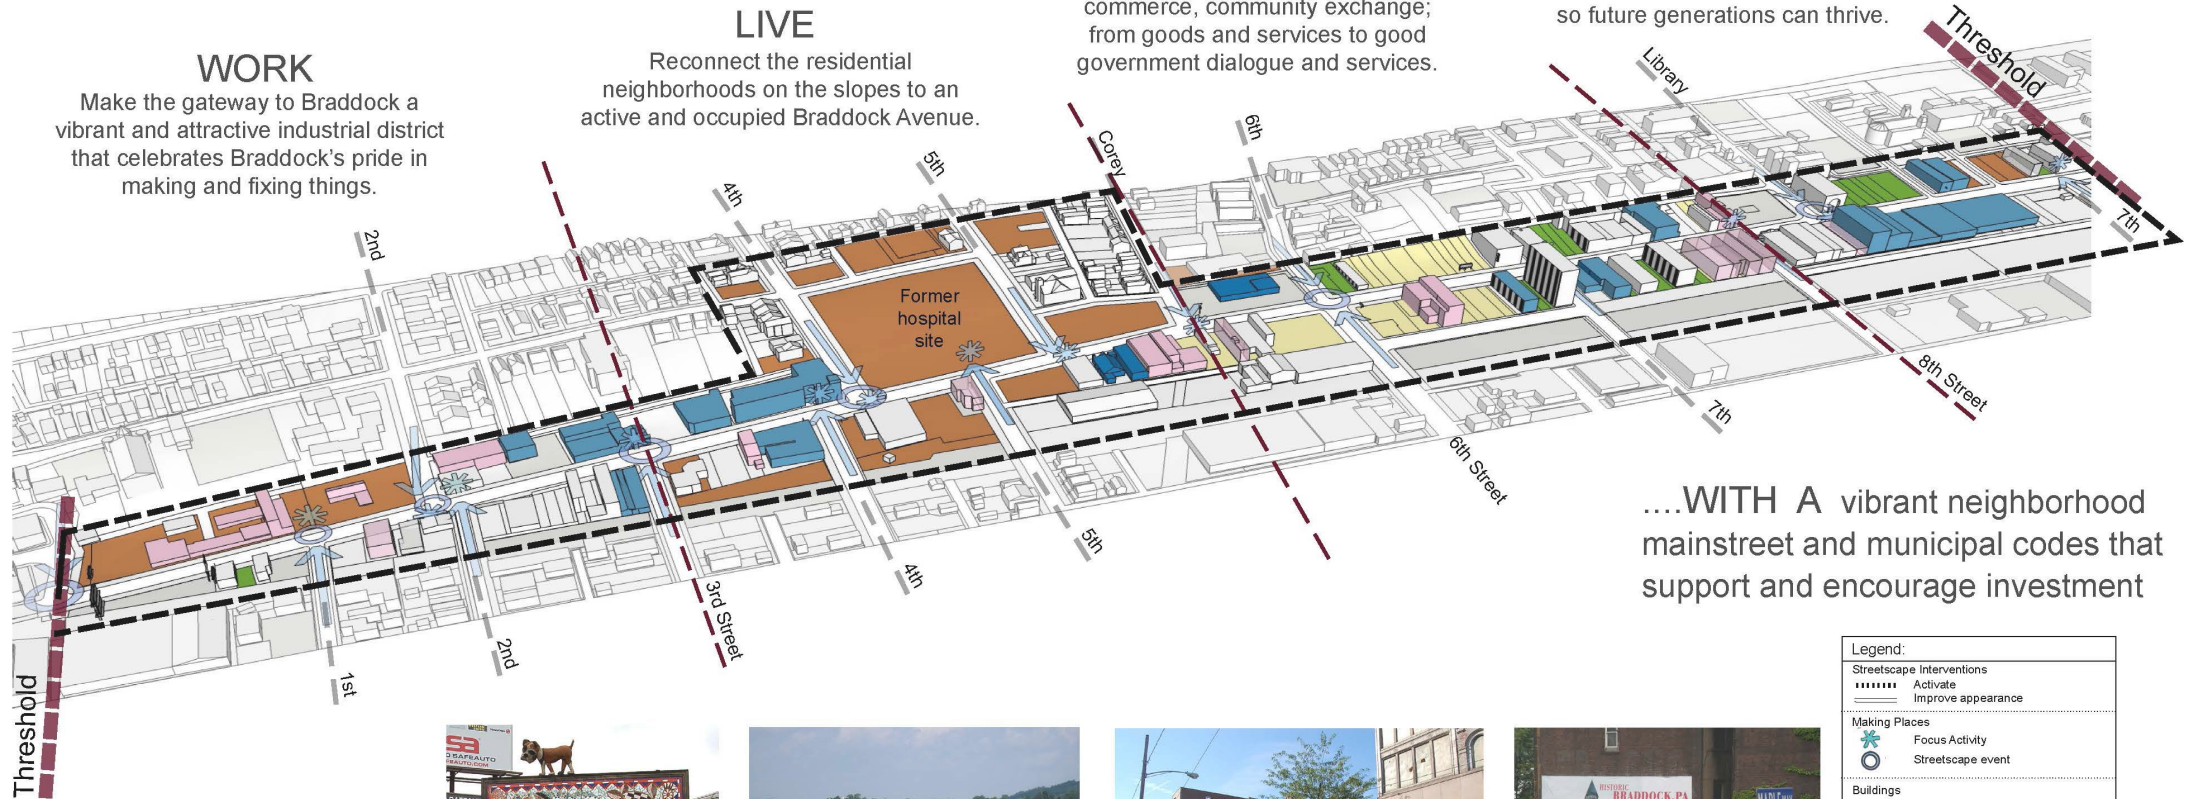 WORK
Make the gateway to Braddock a
vibrant and attractive industrial district
that celebrates Braddock's pride in
making and fixing things.
LIVE
Reconnect the residential
neighborhoods on the slopes to an
active and occupied Braddock Avenue.
commerce, community exchange;
from goods and services to good
government dialogue and services.
so future generations can thrive.
Threshold
Library
6th
Corey
5th
4th
2nd
7th
Former
hospital
site
8th Street
7th
6th Street
5th
4th
3rd Street
2nd
1st
Threshold
....WITH A vibrant neighborhood
mainstreet and municipal codes that
support and encourage investment
Legend:
Streetscape Interventions
Activate
Improve appearance
Making Places
Focus Activity
Streetscape event
Buildings
sa
HISTORIC
BRADDOCK, PA